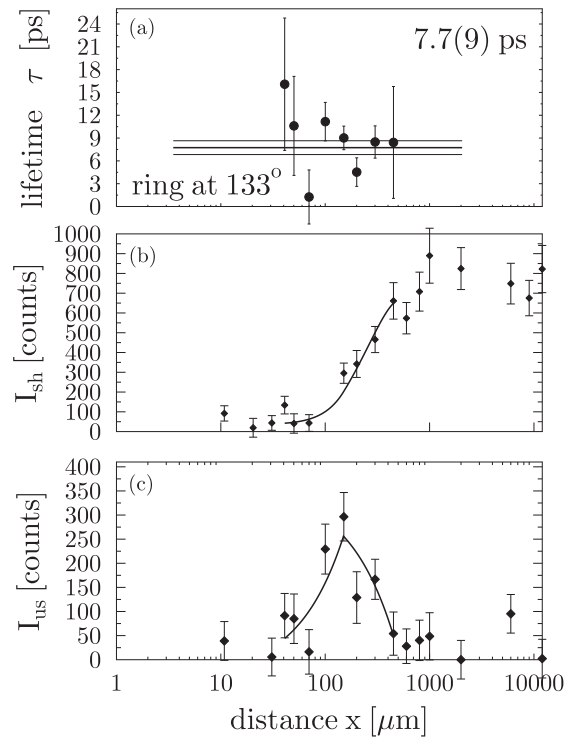 lifetime τ [ps]
24
21
18
15
12
9
6
3
0
(a)
7.7(9) ps
ring at 133°
I_sh [counts]
1000
900
800
700
600
500
400
300
200
100
0
(b)
I_us [counts]
400
350
300
250
200
150
100
50
0
(c)
1 10 100 1000 10000
distance x [μm]